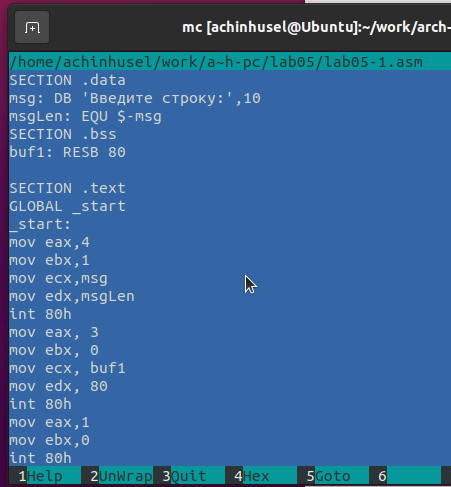 mc [achinhusel@Ubuntu]:~/work/arch-
/home/achinhusel/work/a~h-pc/lab05/lab05-1.asm
SECTION .data
msg: DB 'Введите строку:',10
msgLen: EQU $-msg
SECTION .bss
buf1: RESB 80
SECTION .text
GLOBAL _start
_start:
mov eax,4
mov ebx,1
mov ecx,msg
mov edx,msgLen
int 80h
mov eax, 3
mov ebx, 0
mov ecx, buf1
mov edx, 80
int 80h
mov eax,1
mov ebx,0
int 80h
1Help 2UnWrap 3Quit 4Hex 5Goto 6